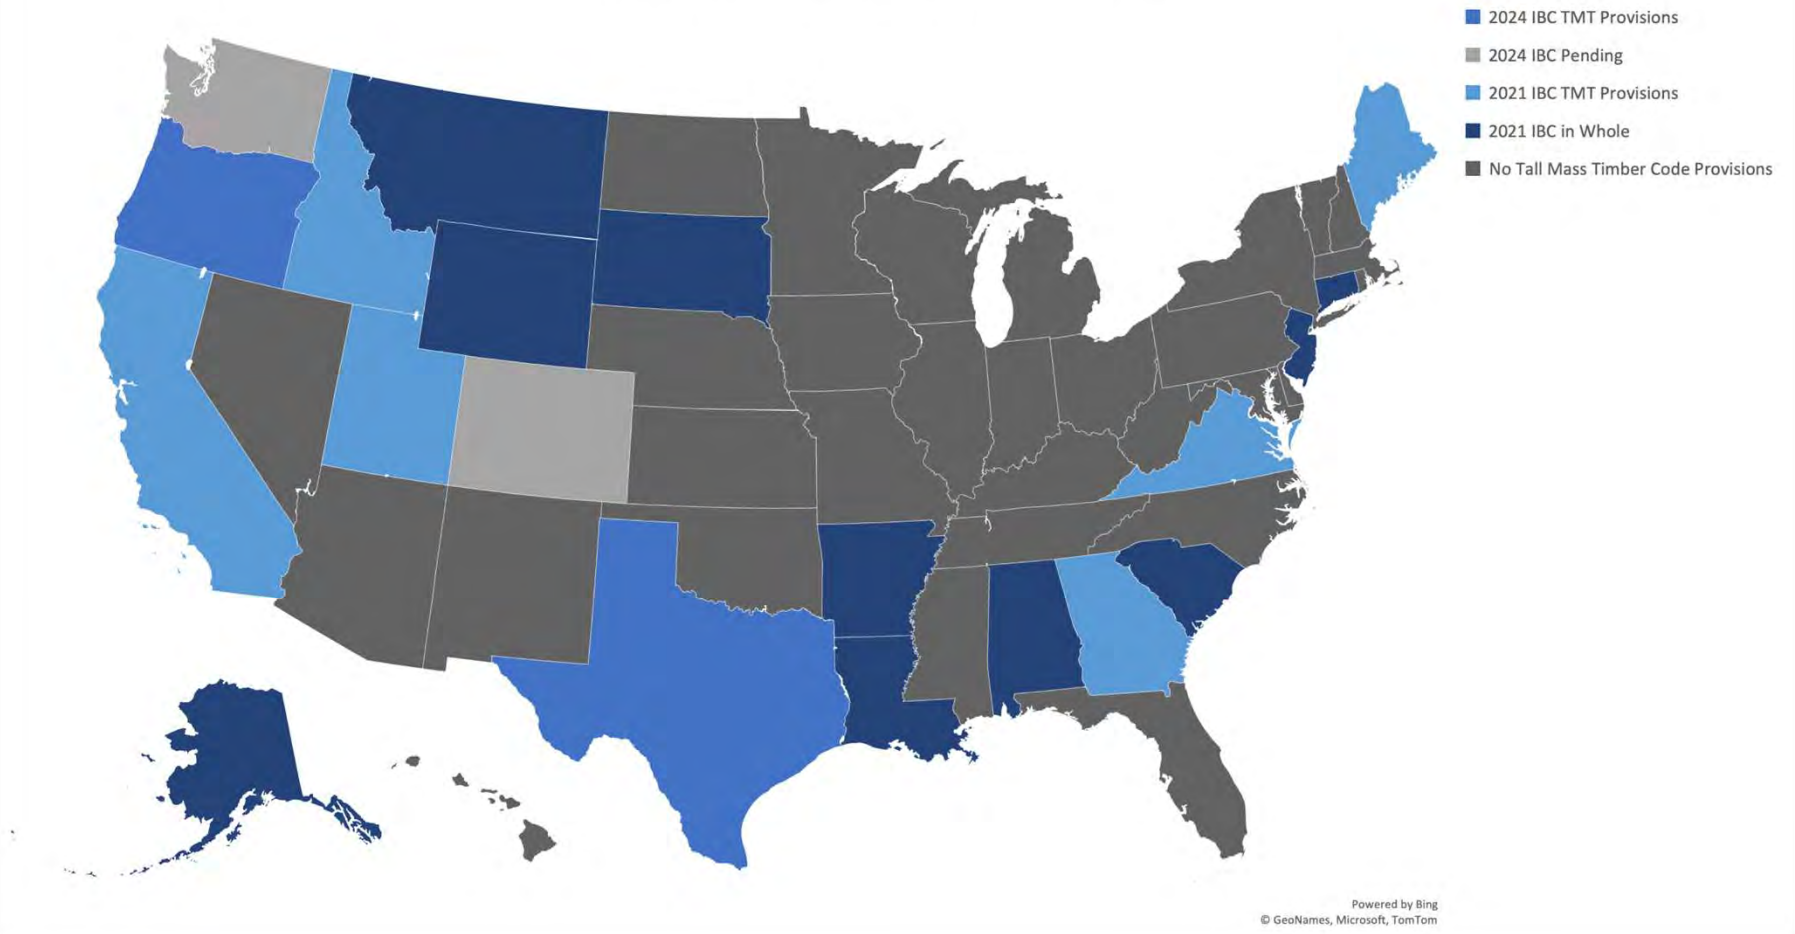 2024 IBC TMT Provisions
2024 IBC Pending
2021 IBC TMT Provisions
2021 IBC in Whole
No Tall Mass Timber Code Provisions
Powered by Bing
© GeoNames, Microsoft, TomTom